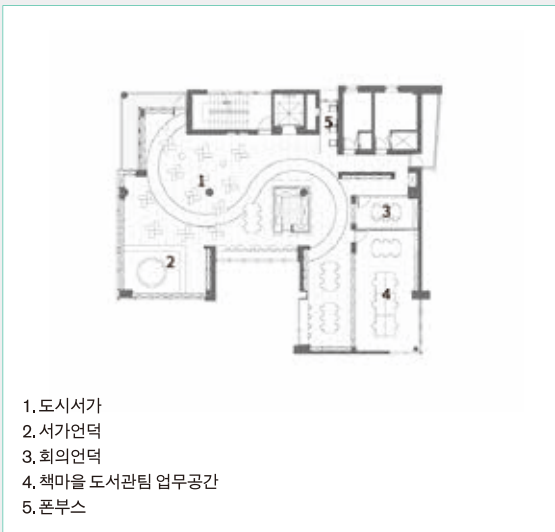 5
1
3
2
4
1. 도시서가
2. 서가언덕
3. 회의언덕
4. 책마을 도서관팀 업무공간
5. 폰부스